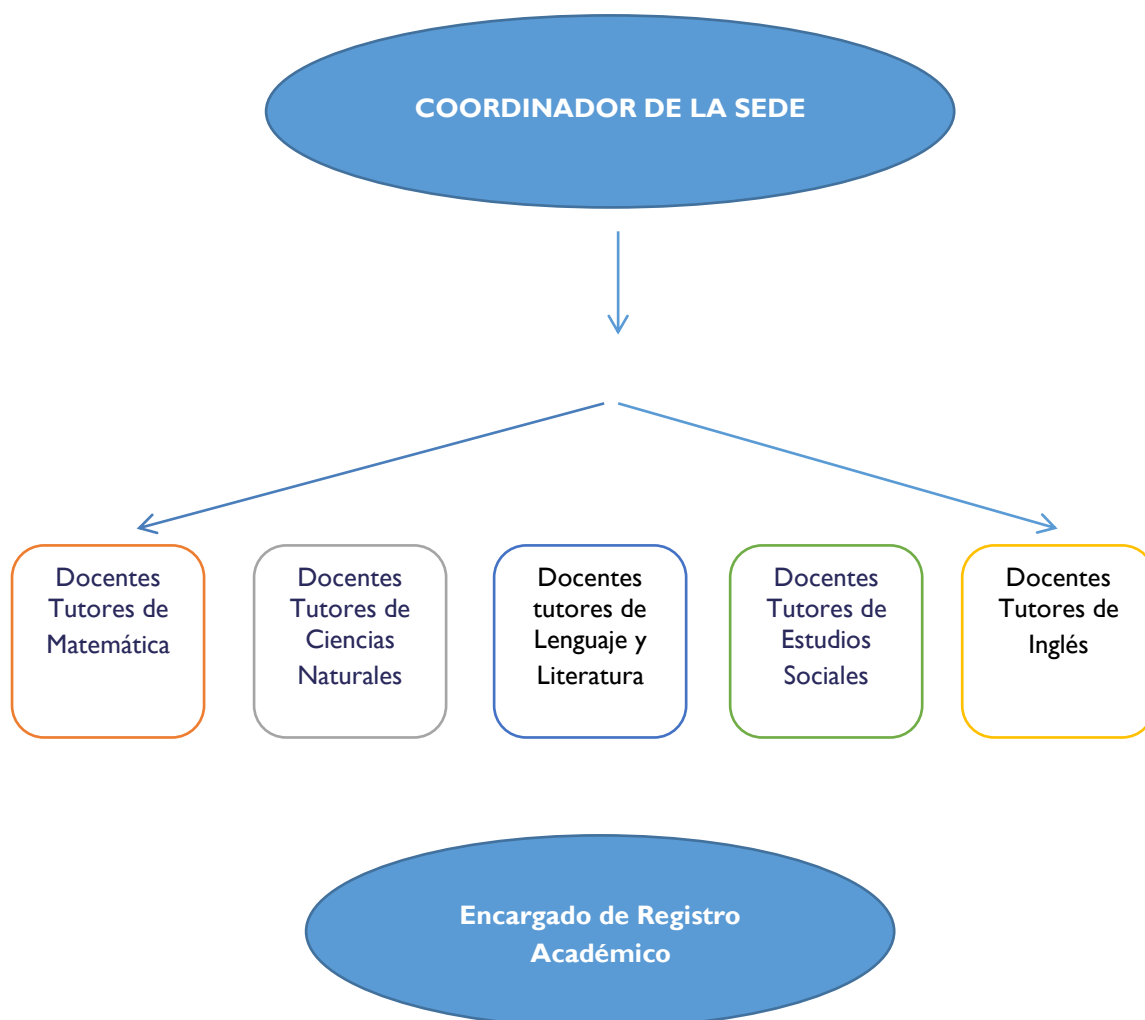 COORDINADOR DE LA SEDE
Docentes
Tutores de
Matemática
Docentes
Tutores de
Ciencias
Naturales
Docentes
tutores de
Lenguaje y
Literatura
Docentes
Tutores de
Estudios
Sociales
Docentes
Tutores de
Inglés
Encargado de Registro
Académico